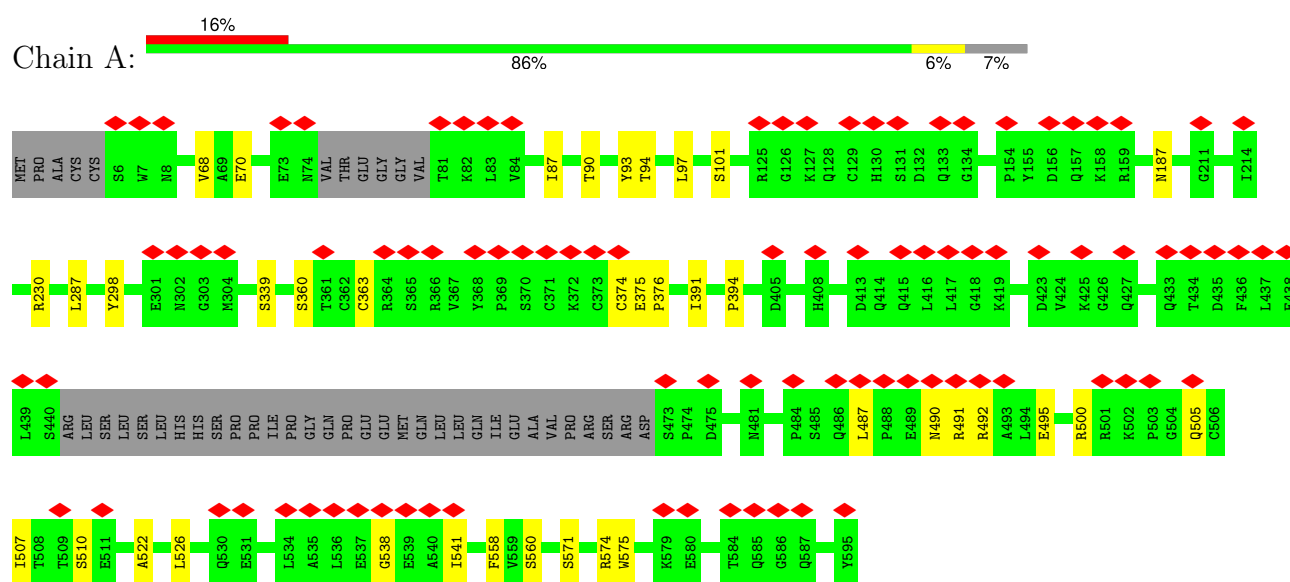 16%
Chain A:
86% 6% 7%
MET PRO ALA CYS CYS S6 W7 N8 V68 A69 E70 E73 N74 VAL THR GLU GLY GLY VAL T81 K82 L83 V84 I87 T90 Y93 T94 L97 S101 R125 G126 K127 Q128 C129 H130 S131 D132 Q133 G134 P154 Y155 D156 Q157 K158 R159 N187 G211 I214
R230 L287 Y298 E301 N302 G303 M304 S339 S360 T361 C362 C363 R364 S365 R366 V367 Y368 P369 S370 C371 K372 C373 C374 E375 P376 I391 P394 D405 H408 D413 Q414 Q415 L416 L417 G418 K419 D423 V424 K425 G426 Q427 Q433 T434 D435 F436 L437 E438
L439 S440 ARG LEU SER LEU SER LEU HIS HIS SER PRO PRO ILE PRO GLY GLN PRO GLU GLU MET GLN LEU LEU GLN ILE GLU ALA VAL PRO ARG SER ARG ASP S473 P474 D475 N481 P484 S485 Q486 L487 P488 E489 N490 R491 R492 A493 L494 E495 R500 R501 K502 P503 G504 Q505 C506
I507 T508 T509 S510 E511 A522 L526 Q530 E531 L534 A535 L536 E537 G538 E539 A540 I541 F558 V559 S560 S571 R574 W575 K579 E580 T584 Q585 G586 Q587 Y595